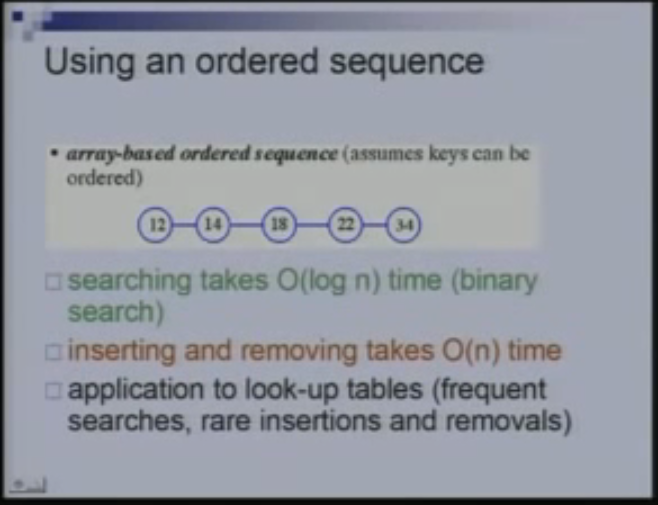 Using an ordered sequence
• array-based ordered sequence (assumes keys can be
ordered)
12 14 18 22 34
searching takes O(log n) time (binary
search)
inserting and removing takes O(n) time
application to look-up tables (frequent
searches, rare insertions and removals)